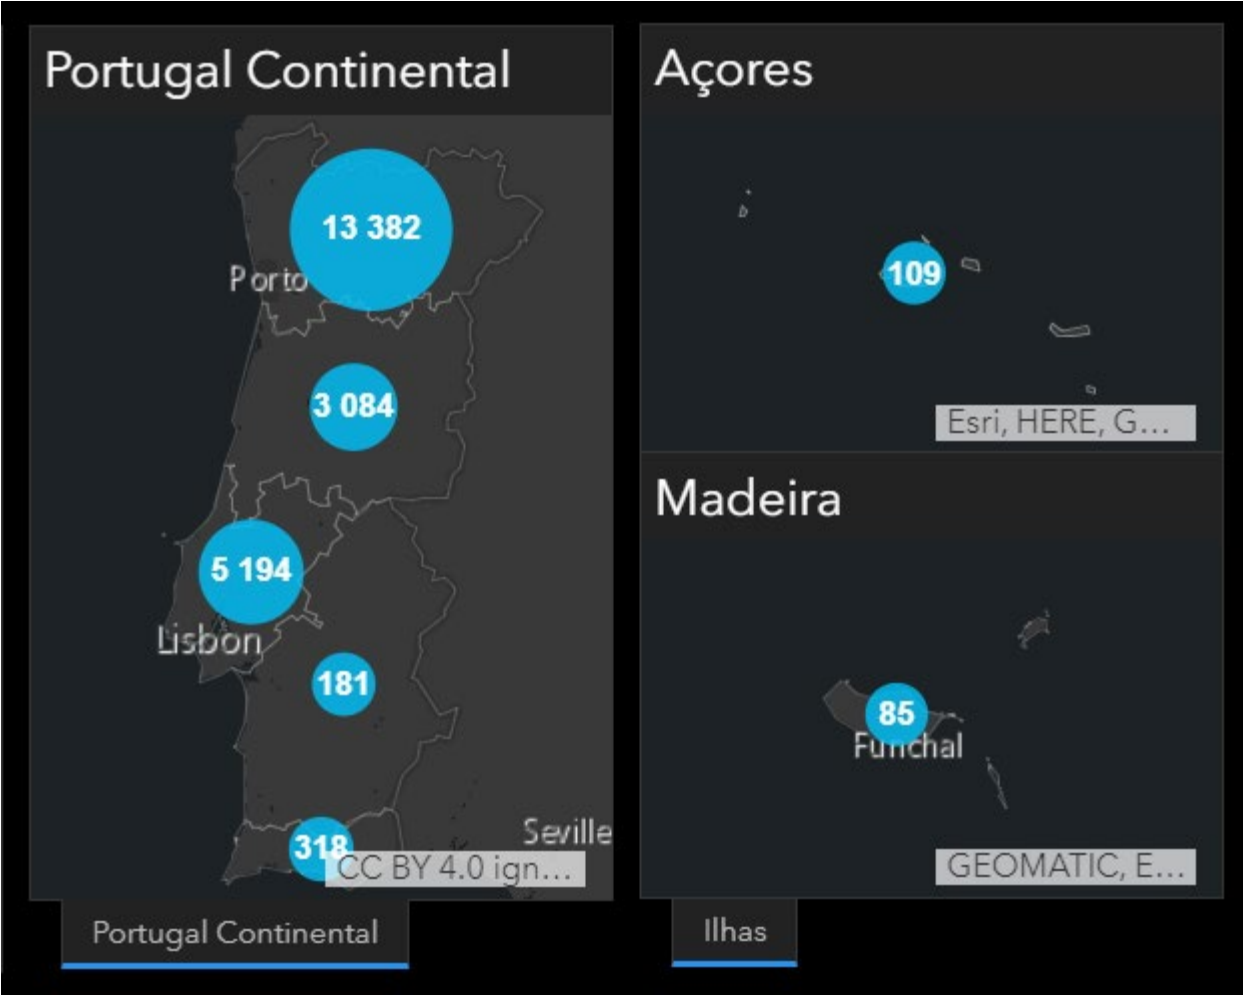 Portugal Continental
13 382
Porto
3 084
5 194
Lisbon
181
318
Seville
CC BY 4.0 ign...
Portugal Continental
Açores
109
Esri, HERE, G...
Madeira
85
Funchal
GEOMATIC, E...
Ilhas